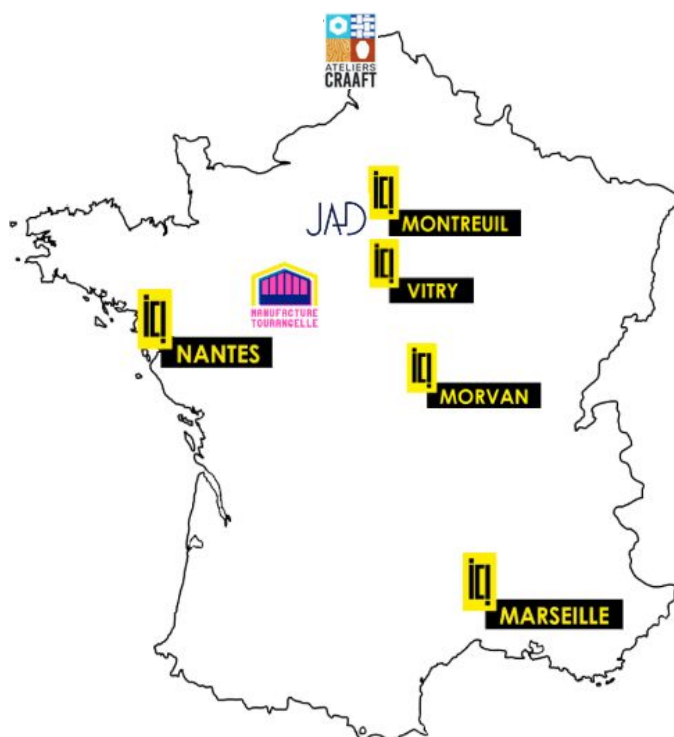 ATELIERS
CRAAFT
ici
MONTREUIL
JAD
ici
VITRY
MANUFACTURE
TOURANGELLE
ici
NANTES
ici
MORVAN
ici
MARSEILLE